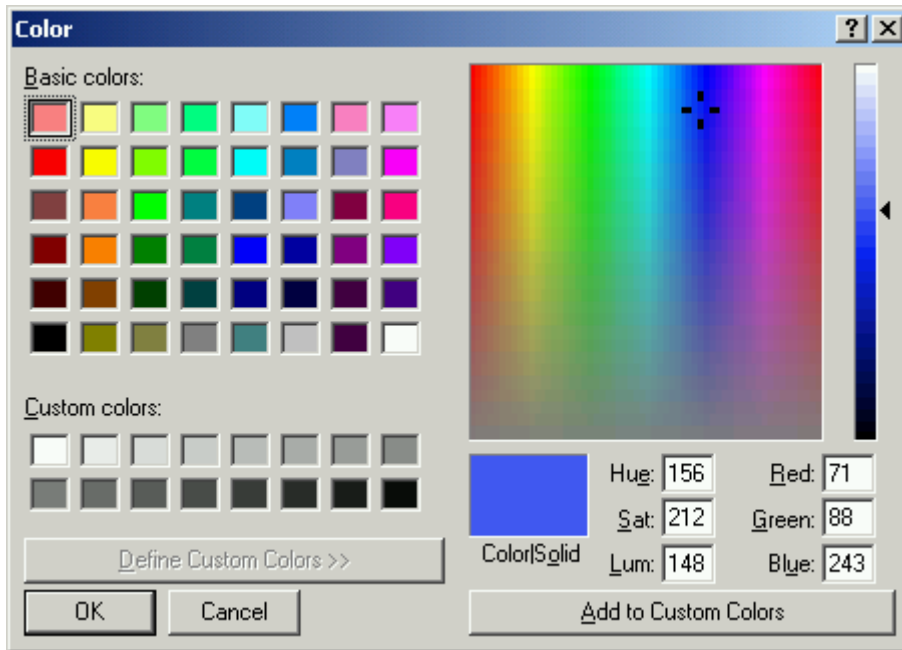 Color
Basic colors:
Custom colors:
Define Custom Colors >>
OK Cancel
Color|Solid
Hue: 156 Red: 71
Sat: 212 Green: 88
Lum: 148 Blue: 243
Add to Custom Colors